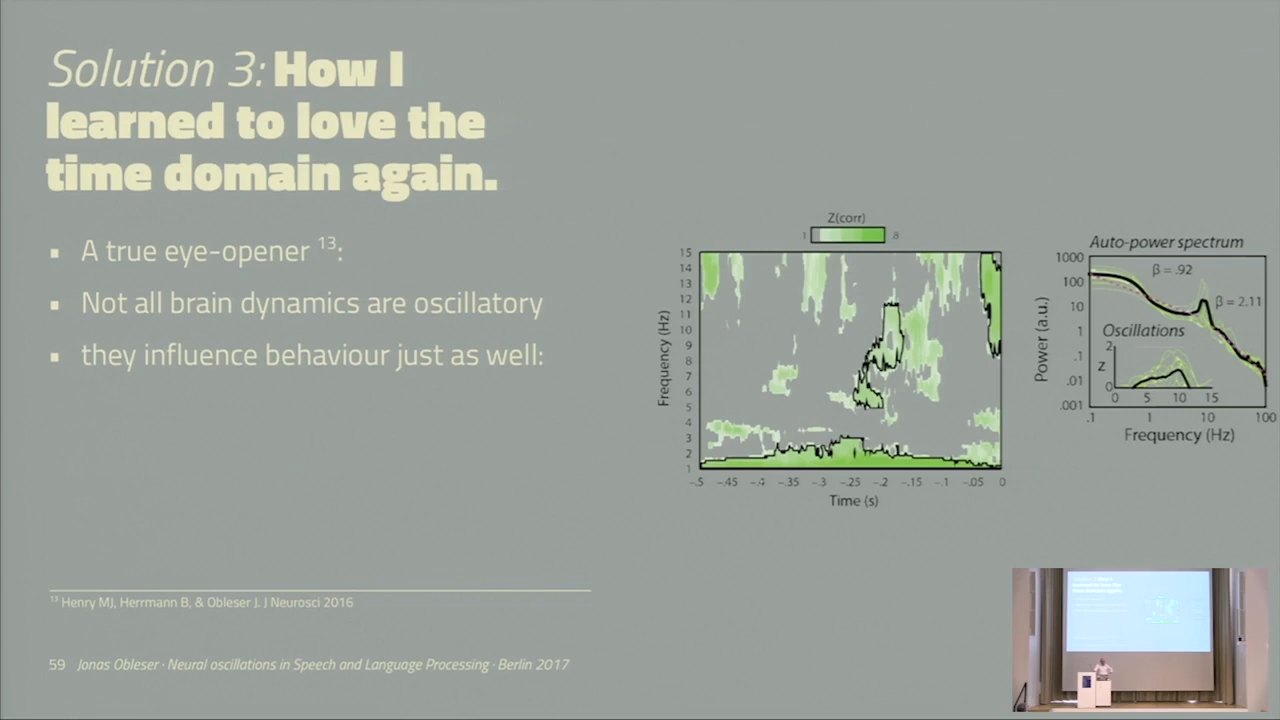 Solution 3: How I
learned to love the
time domain again.
▪ A true eye-opener 13:
▪ Not all brain dynamics are oscillatory
▪ they influence behaviour just as well:
13 Henry MJ, Herrmann B, & Obleser J. J Neurosci 2016
59 Jonas Obleser · Neural oscillations in Speech and Language Processing · Berlin 2017
Z(corr)
.8
Frequency (Hz)
15
14
13
12
11
10
9
8
7
6
5
4
3
2
1
-.5 -.45 -.4 -.35 -.3 -.25 -.2 -.15 -.1 -.05 0
Time (s)
Auto-power spectrum
Power (a.u.)
1000
100
10
1
.1
.01
.001
β = .92
β = 2.11
Oscillations
2
z
0
0 5 10 15
.1 1 10 100
Frequency (Hz)